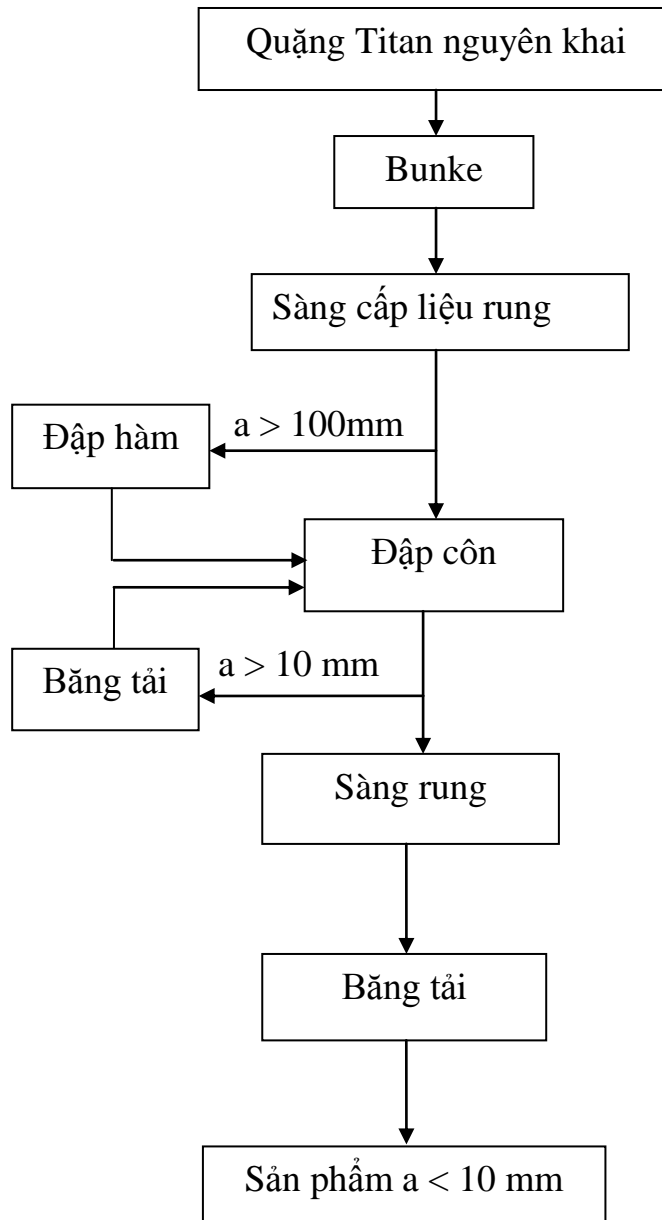 Quặng Titan nguyên khai
Bunke
Sàng cấp liệu rung
Đập hàm
a > 100mm
Đập côn
Băng tải
a > 10 mm
Sàng rung
Băng tải
Sản phẩm a < 10 mm